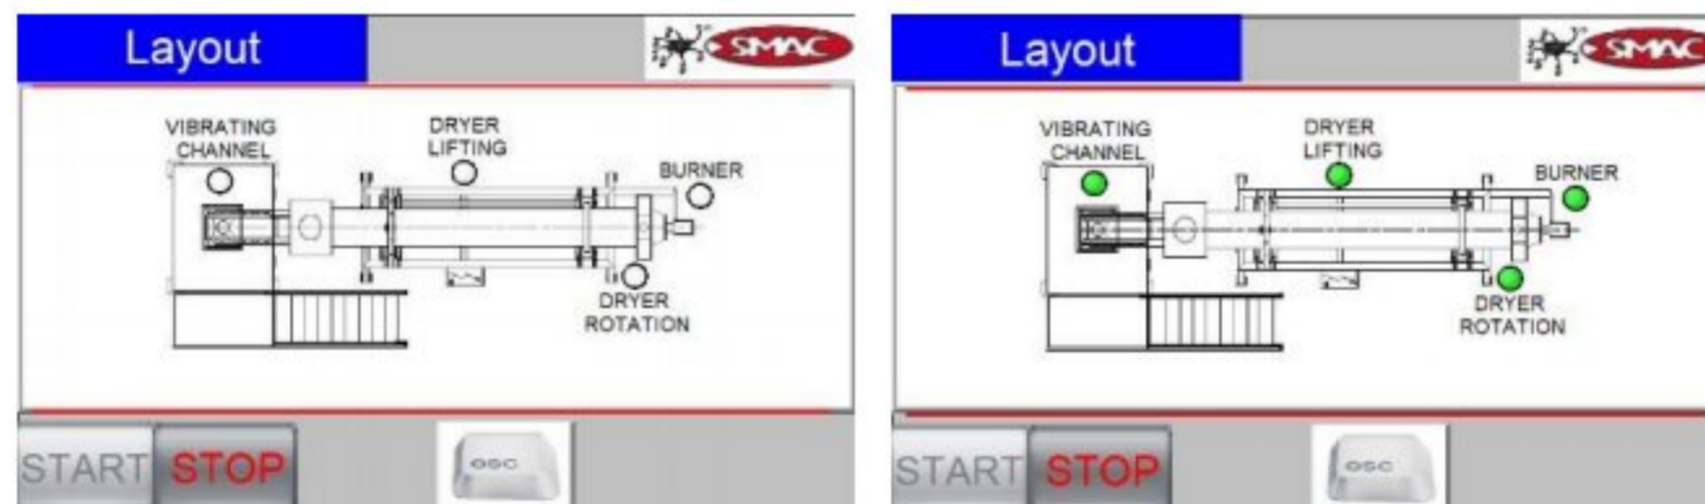 Layout
SMAC
VIBRATING
CHANNEL
DRYER
LIFTING
BURNER
DRYER
ROTATION
START
STOP
esc
Layout
SMAC
VIBRATING
CHANNEL
DRYER
LIFTING
BURNER
DRYER
ROTATION
START
STOP
esc